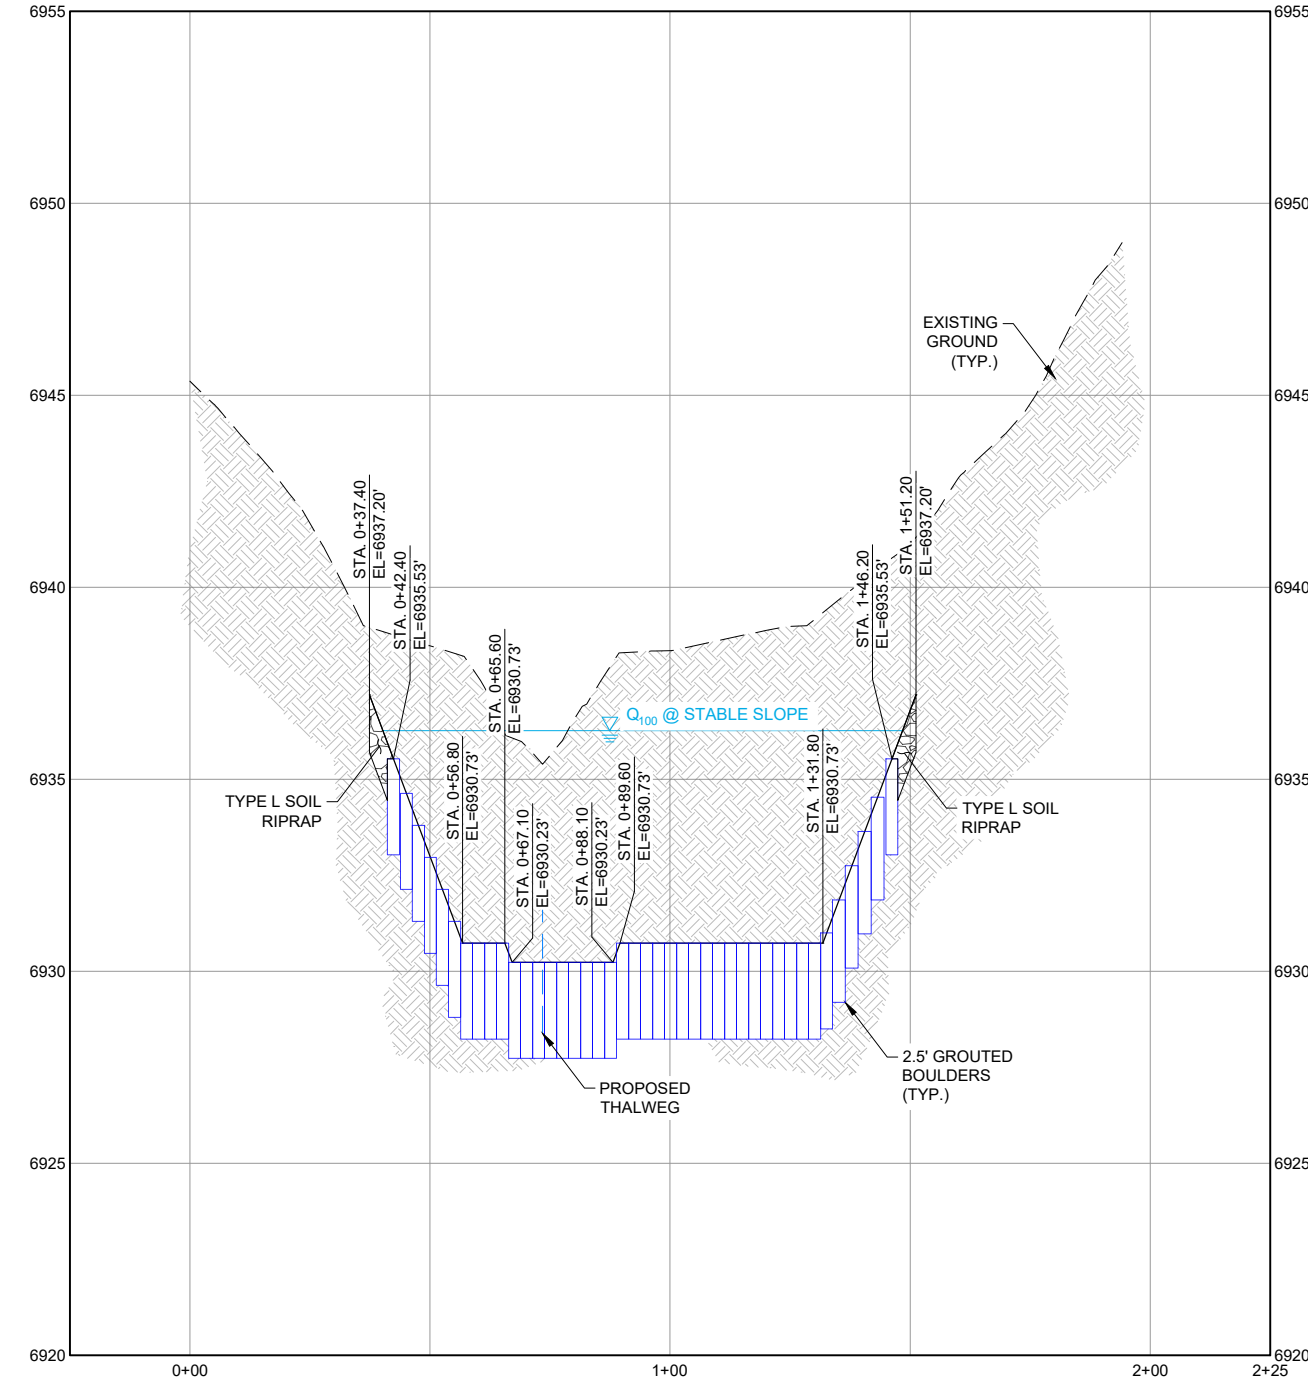 6955
6955
6950
6950
EXISTING
GROUND
(TYP.)
6945
6945
STA. 0+37.40
EL=6937.20'
STA. 0+42.40
EL=6935.53'
STA. 0+65.60
EL=6930.73'
STA. 1+46.20
EL=6935.53'
STA. 1+51.20
EL=6937.20'
6940
6940
Q100 @ STABLE SLOPE
STA. 0+56.80
EL=6930.73'
STA. 0+67.10
EL=6930.23'
STA. 0+88.10
EL=6930.23'
STA. 0+89.60
EL=6930.73'
STA. 1+31.80
EL=6930.73'
6935
6935
TYPE L SOIL
RIPRAP
TYPE L SOIL
RIPRAP
6930
6930
2.5' GROUTED
BOULDERS
(TYP.)
PROPOSED
THALWEG
6925
6925
6920
6920
0+00
1+00
2+00
2+25